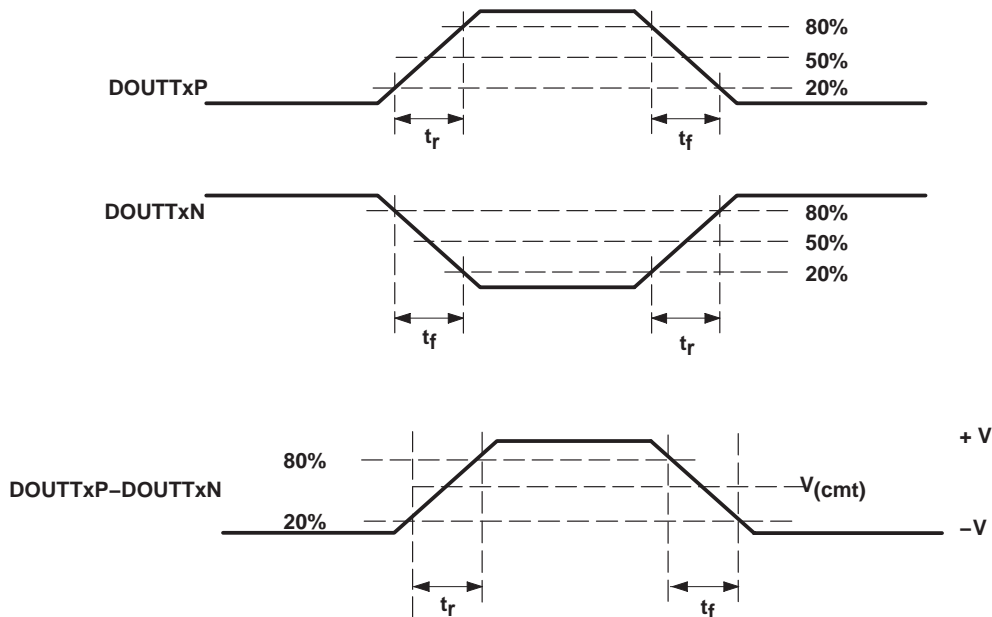 80%
50%
DOUTTxP
20%
tr
tf
DOUTTxN
80%
50%
20%
tf
tr
+ V
80%
DOUTTxP–DOUTTxN
V(cmt)
20%
–V
tr
tf